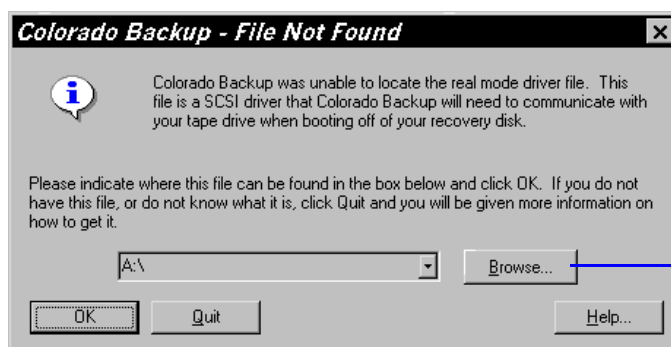 Colorado Backup - File Not Found
Colorado Backup was unable to locate the real mode driver file. This
file is a SCSI driver that Colorado Backup will need to communicate with
your tape drive when booting off of your recovery disk.
Please indicate where this file can be found in the box below and click OK. If you do not
have this file, or do not know what it is, click Quit and you will be given more information on
how to get it.
A:\
Browse...
OK
Quit
Help...